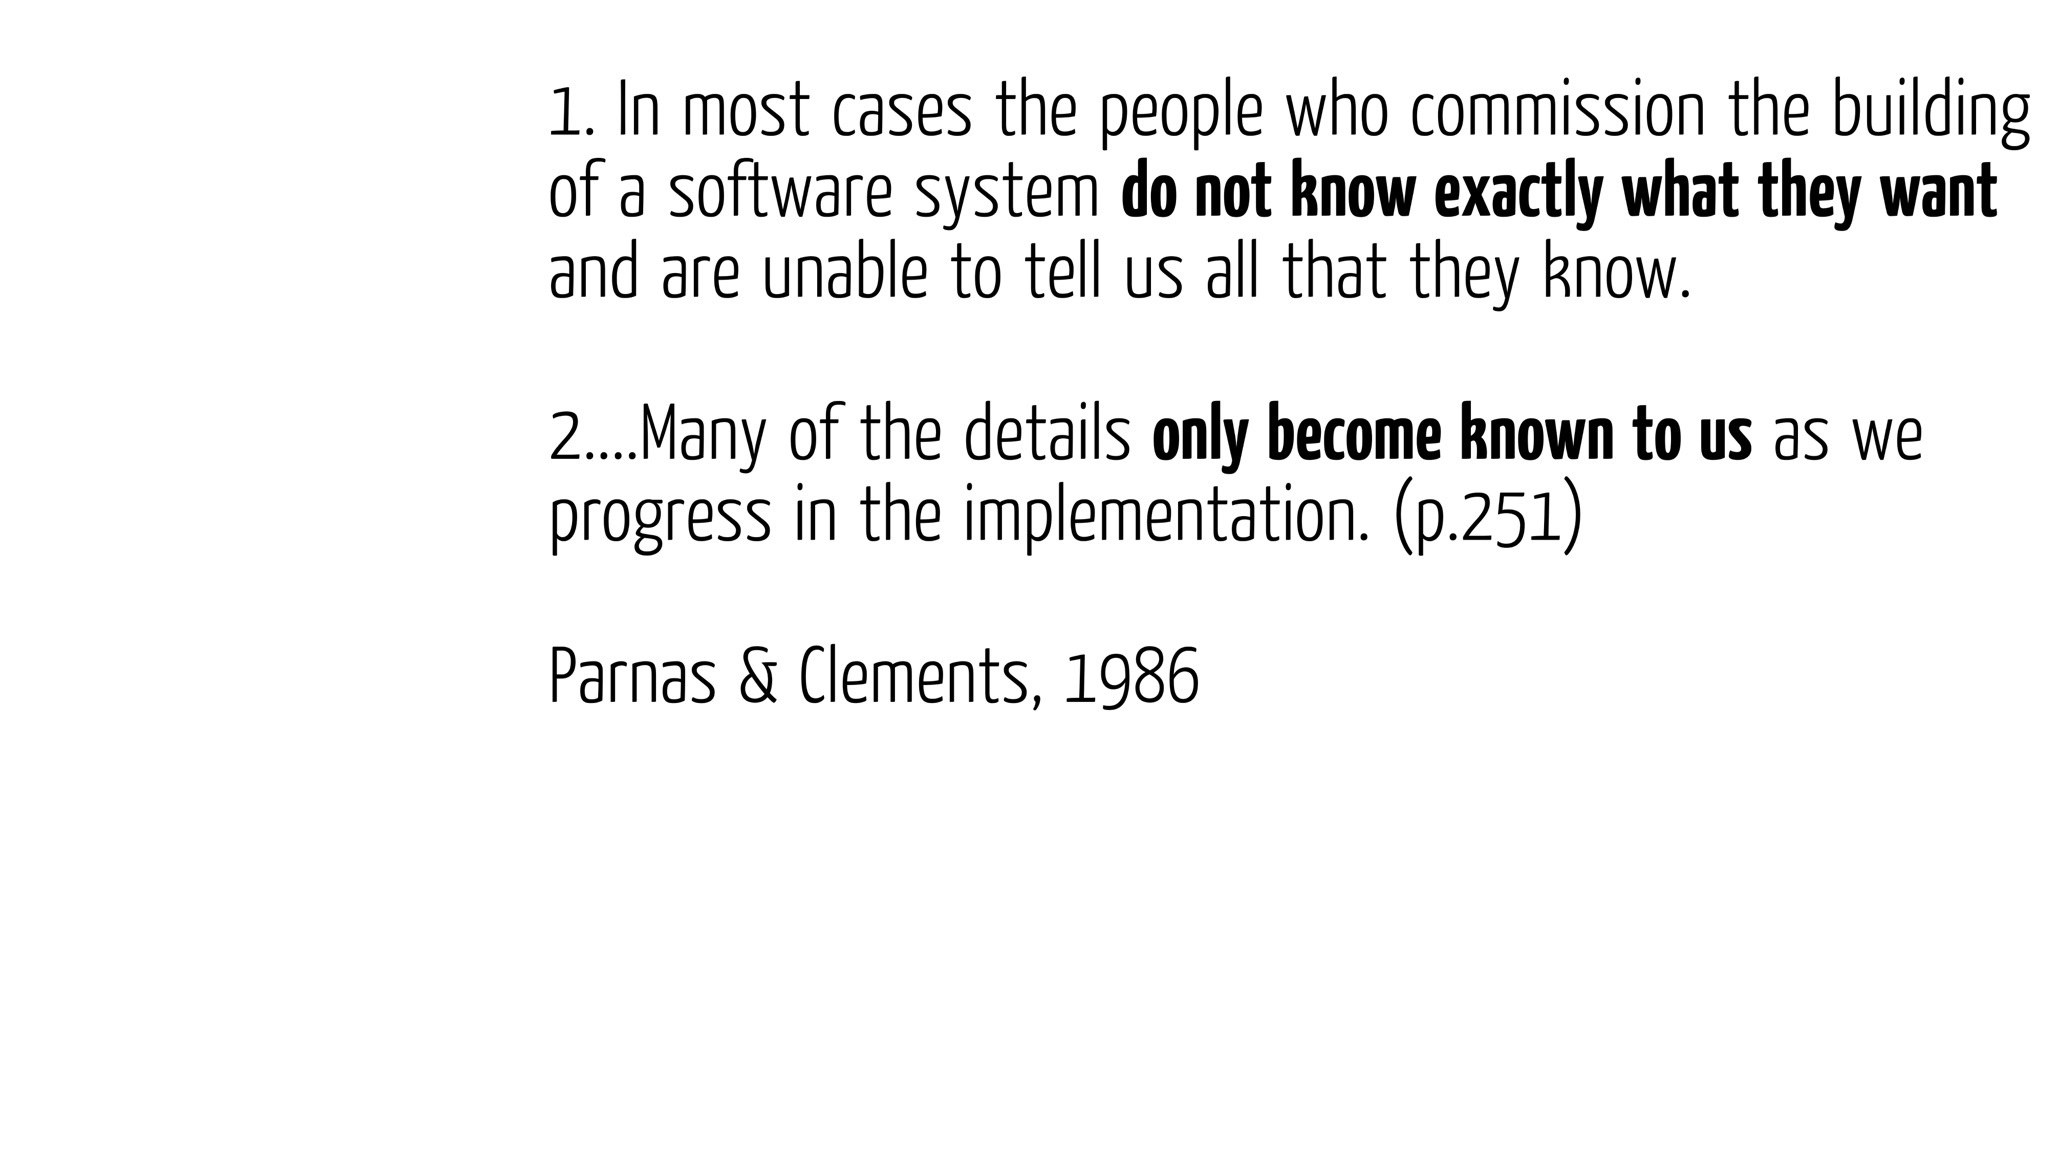 1. In most cases the people who commission the building
of a software system do not know exactly what they want
and are unable to tell us all that they know.
2....Many of the details only become known to us as we
progress in the implementation. (p.251)
Parnas & Clements, 1986